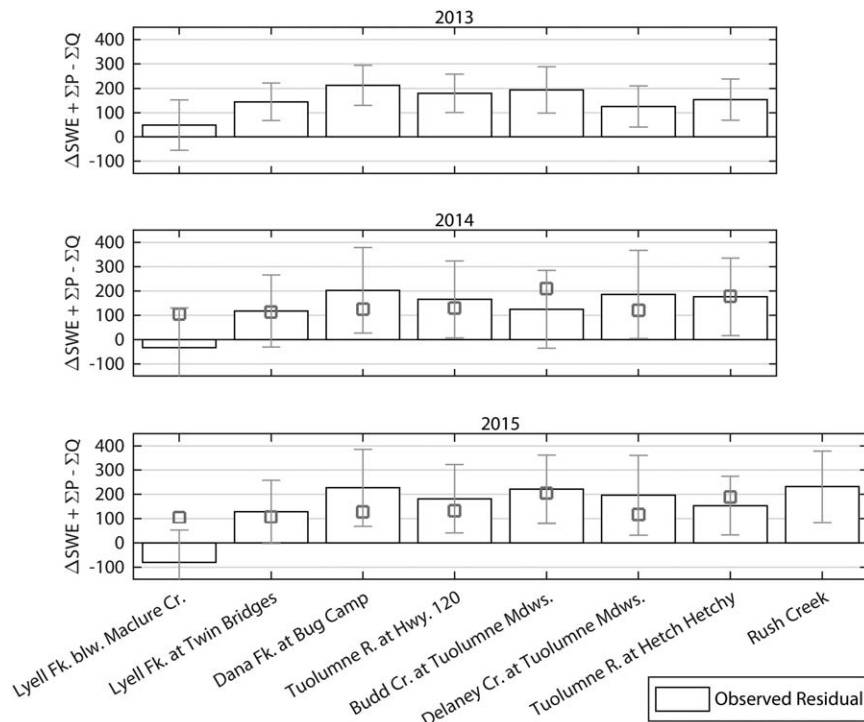 2013
ΔSWE + ΣP - ΣQ
400
300
200
100
0
-100
2014
ΔSWE + ΣP - ΣQ
400
300
200
100
0
-100
2015
ΔSWE + ΣP - ΣQ
400
300
200
100
0
-100
Lyell Fk. blw. Maclure Cr.
Lyell Fk. at Twin Bridges
Dana Fk. at Bug Camp
Tuolumne R. at Hwy. 120
Budd Cr. at Tuolumne Mdws.
Delaney Cr. at Tuolumne Mdws.
Tuolumne R. at Hetch Hetchy
Rush Creek
Observed Residual